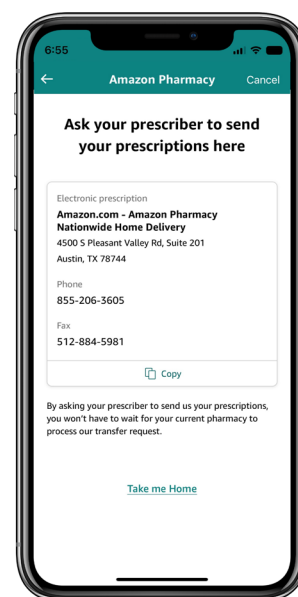 6:55
Amazon Pharmacy Cancel
Ask your prescriber to send
your prescriptions here
Electronic prescription
Amazon.com - Amazon Pharmacy
Nationwide Home Delivery
4500 S Pleasant Valley Rd, Suite 201
Austin, TX 78744
Phone
855-206-3605
Fax
512-884-5981
Copy
By asking your prescriber to send us your prescriptions,
you won't have to wait for your current pharmacy to
process our transfer request.
Take me Home